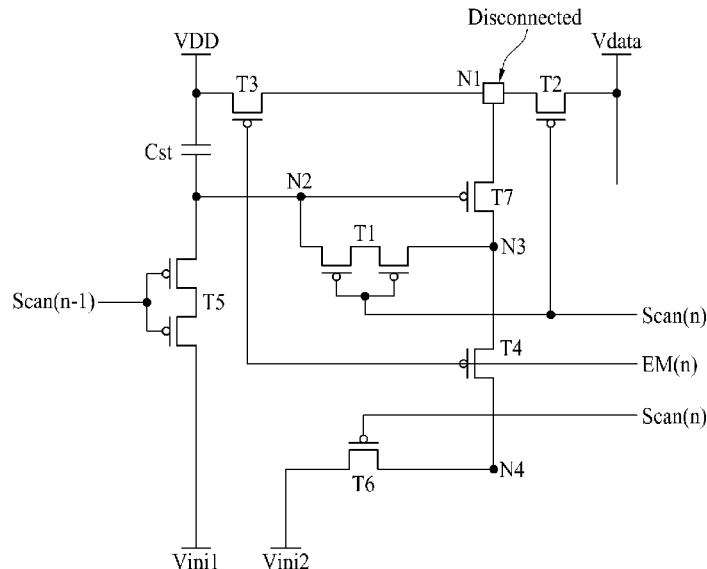 Disconnected
VDD
Vdata
T3
N1
T2
Cst
N2
T7
T1
N3
Scan(n-1)
T5
Scan(n)
T4
EM(n)
Scan(n)
T6
N4
Vini1
Vini2